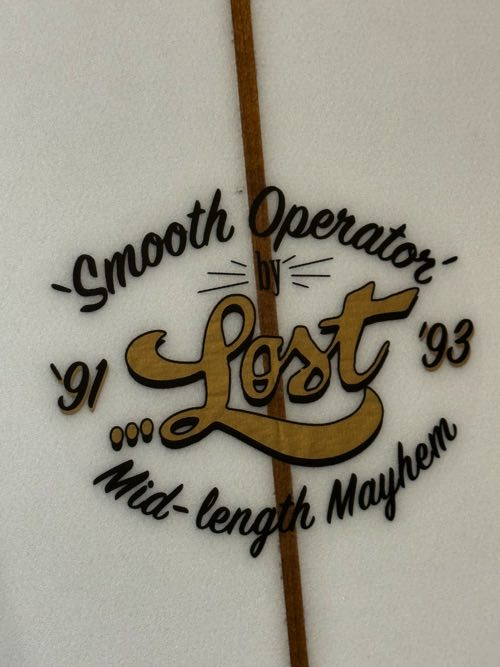 'Smooth Operator'
by
'91 ...Lost '93
Mid-length Mayhem